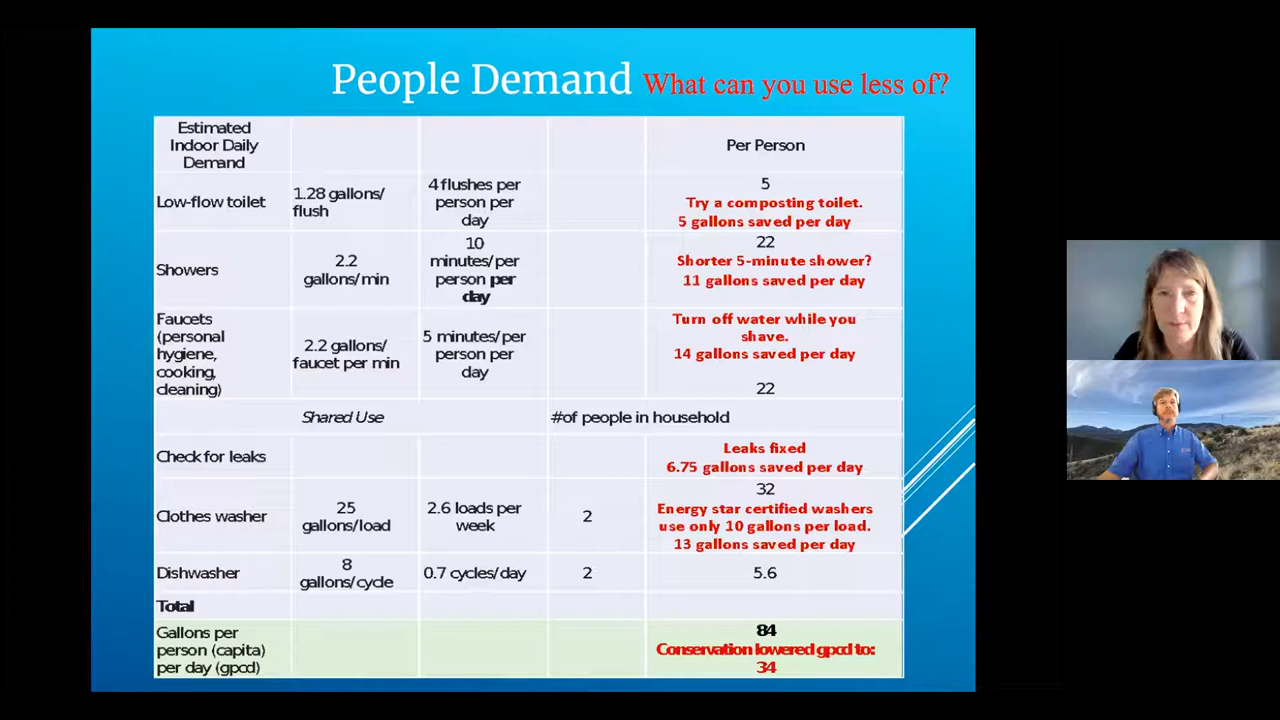 People Demand What can you use less of?
Estimated
Indoor Daily
Demand
Per Person
Low-flow toilet
1.28 gallons/
flush
4 flushes per
person per
day
5
Try a composting toilet.
5 gallons saved per day
Showers
2.2
gallons/min
10
minutes/per
person per
day
22
Shorter 5-minute shower?
11 gallons saved per day
Faucets
(personal
hygiene,
cooking,
cleaning)
2.2 gallons/
faucet per min
5 minutes/per
person per
day
Turn off water while you
shave.
14 gallons saved per day
22
Shared Use
#of people in household
Check for leaks
Leaks fixed
6.75 gallons saved per day
Clothes washer
25
gallons/load
2.6 loads per
week
2
32
Energy star certified washers
use only 10 gallons per load.
13 gallons saved per day
Dishwasher
8
gallons/cycle
0.7 cycles/day
2
5.6
Total
Gallons per
person (capita)
per day (gpcd)
84
Conservation lowered gpcd to:
34